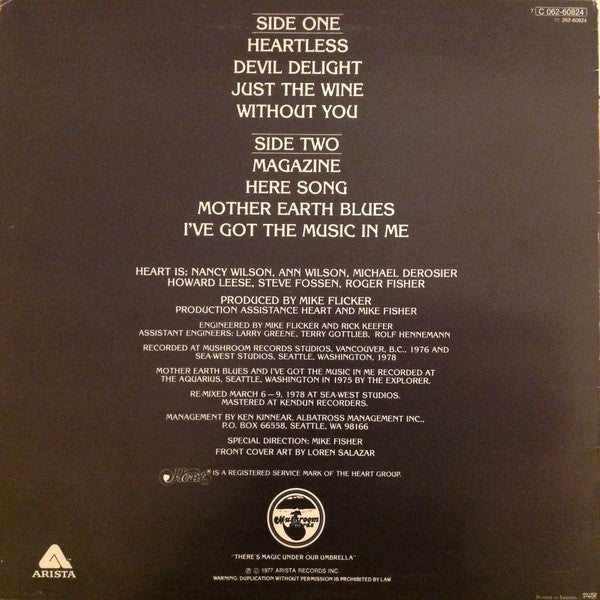 C 062-60824
062-60824
SIDE ONE
HEARTLESS
DEVIL DELIGHT
JUST THE WINE
WITHOUT YOU
SIDE TWO
MAGAZINE
HERE SONG
MOTHER EARTH BLUES
I'VE GOT THE MUSIC IN ME
HEART IS: NANCY WILSON, ANN WILSON, MICHAEL DEROSIER
HOWARD LEESE, STEVE FOSSEN, ROGER FISHER
PRODUCED BY MIKE FLICKER
PRODUCTION ASSISTANCE HEART AND MIKE FISHER
ENGINEERED BY MIKE FLICKER AND RICK KEEFER
ASSISTANT ENGINEERS: LARRY GREENE, TERRY GOTTLIEB, ROLF HENNEMANN
RECORDED AT MUSHROOM RECORDS STUDIOS, VANCOUVER, B.C., 1976 AND
SEA-WEST STUDIOS, SEATTLE, WASHINGTON, 1978
MOTHER EARTH BLUES AND I'VE GOT THE MUSIC IN ME RECORDED AT
THE AQUARIUS, SEATTLE, WASHINGTON IN 1975 BY THE EXPLORER.
RE-MIXED MARCH 6 – 9, 1978 AT SEA-WEST STUDIOS.
MASTERED AT KENDUN RECORDERS.
MANAGEMENT BY KEN KINNEAR, ALBATROSS MANAGEMENT INC.,
P.O. BOX 66558, SEATTLE, WA 98166
SPECIAL DIRECTION: MIKE FISHER
FRONT COVER ART BY LOREN SALAZAR
Heart ® IS A REGISTERED SERVICE MARK OF THE HEART GROUP.
Mushroom
Records
"THERE'S MAGIC UNDER OUR UMBRELLA"
ARISTA
℗ © 1977 ARISTA RECORDS INC.
WARNING: DUPLICATION WITHOUT PERMISSION IS PROHIBITED BY LAW
Printed in Sweden